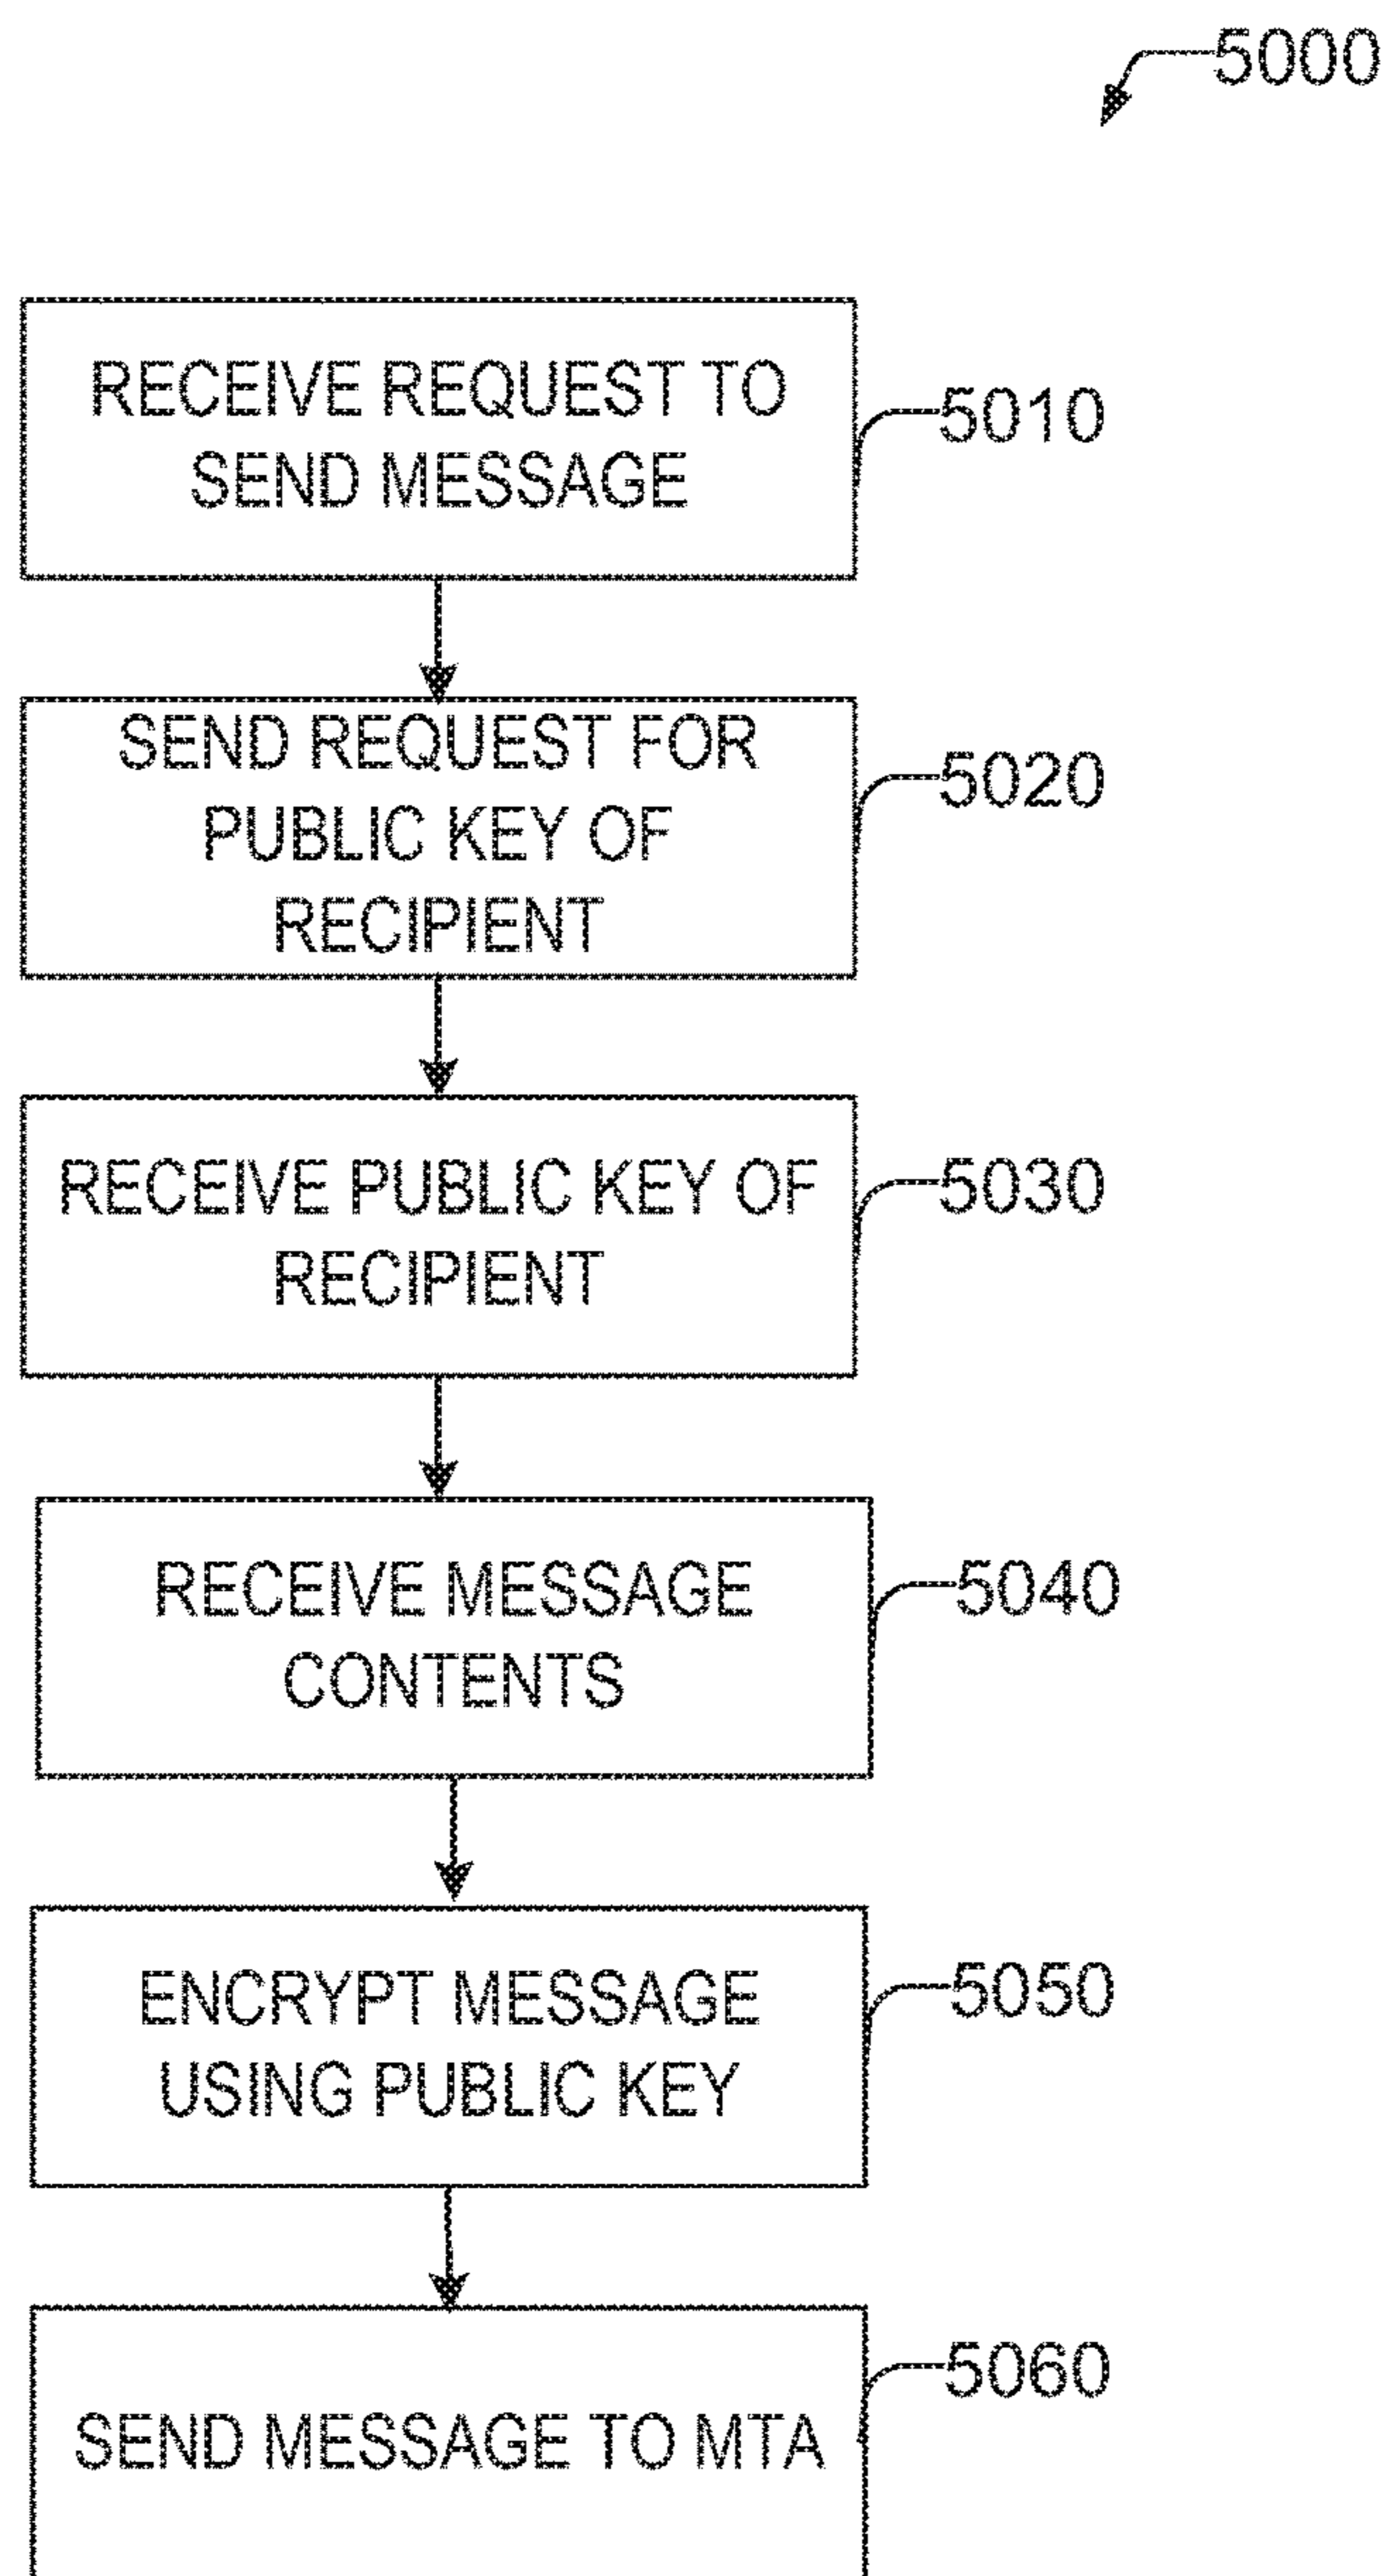 5000
RECEIVE REQUEST TO
SEND MESSAGE
5010
SEND REQUEST FOR
PUBLIC KEY OF
RECIPIENT
5020
RECEIVE PUBLIC KEY OF
RECIPIENT
5030
RECEIVE MESSAGE
CONTENTS
5040
ENCRYPT MESSAGE
USING PUBLIC KEY
5050
SEND MESSAGE TO MTA
5060